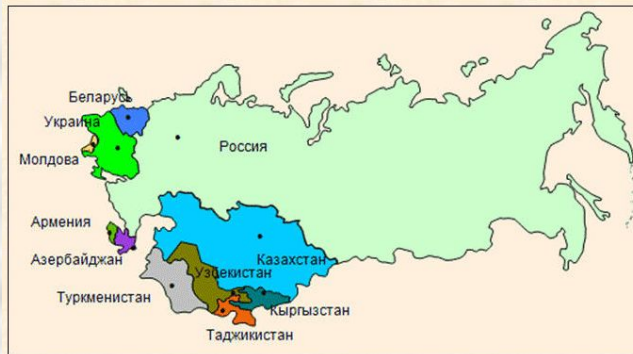 Беларусь
Украина
Россия
Молдова
Армения
Азербайджан
Казахстан
Узбекистан
Туркменистан
Кыргызстан
Таджикистан